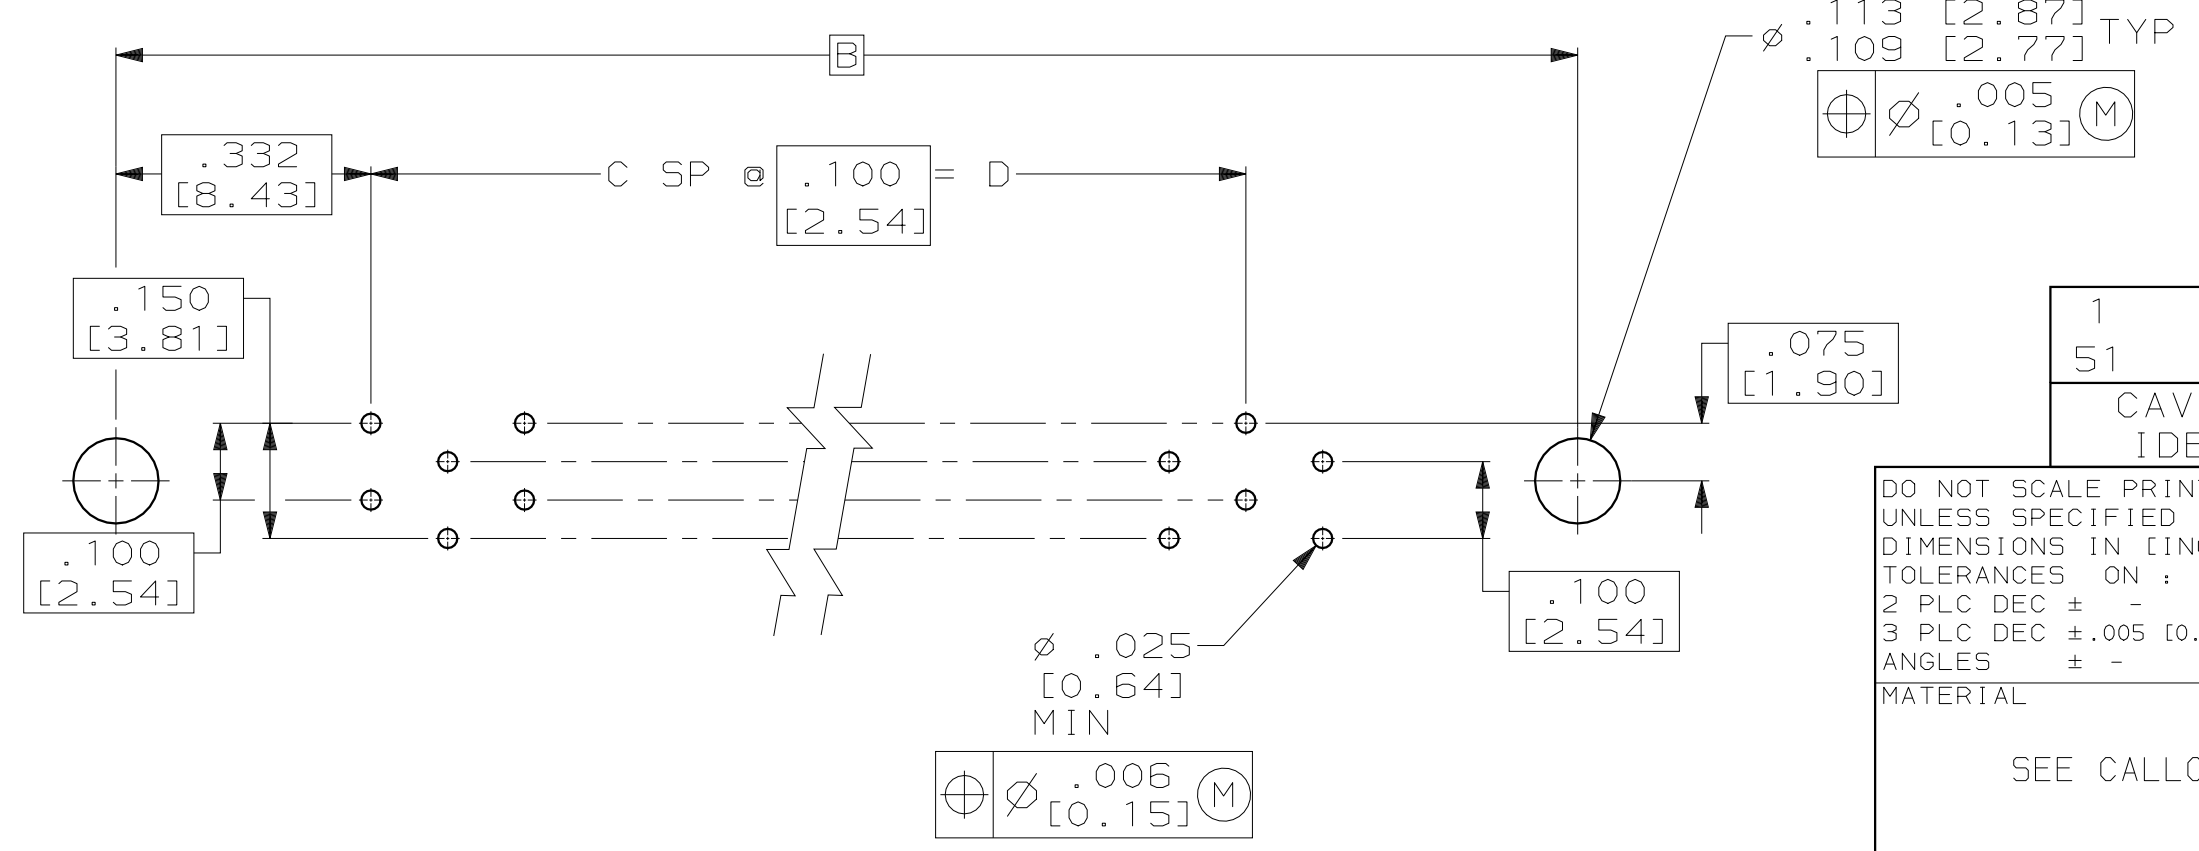 .113 [2.87]
TYP
⌀
.109 [2.77]
B
⌖ ⌀ .005 Ⓜ
[0.13]
.332
[8.43]
C SP @ .100 = D
[2.54]
.150
[3.81]
1
51
.075
[1.90]
CAV
IDE
DO NOT SCALE PRIN
UNLESS SPECIFIED
DIMENSIONS IN [IN
TOLERANCES ON :
2 PLC DEC ± -
3 PLC DEC ±.005 [0.
ANGLES ± -
.100
[2.54]
.100
[2.54]
⌀ .025
[0.64]
MIN
MATERIAL
⌖ ⌀ .006 Ⓜ
[0.15]
SEE CALLO